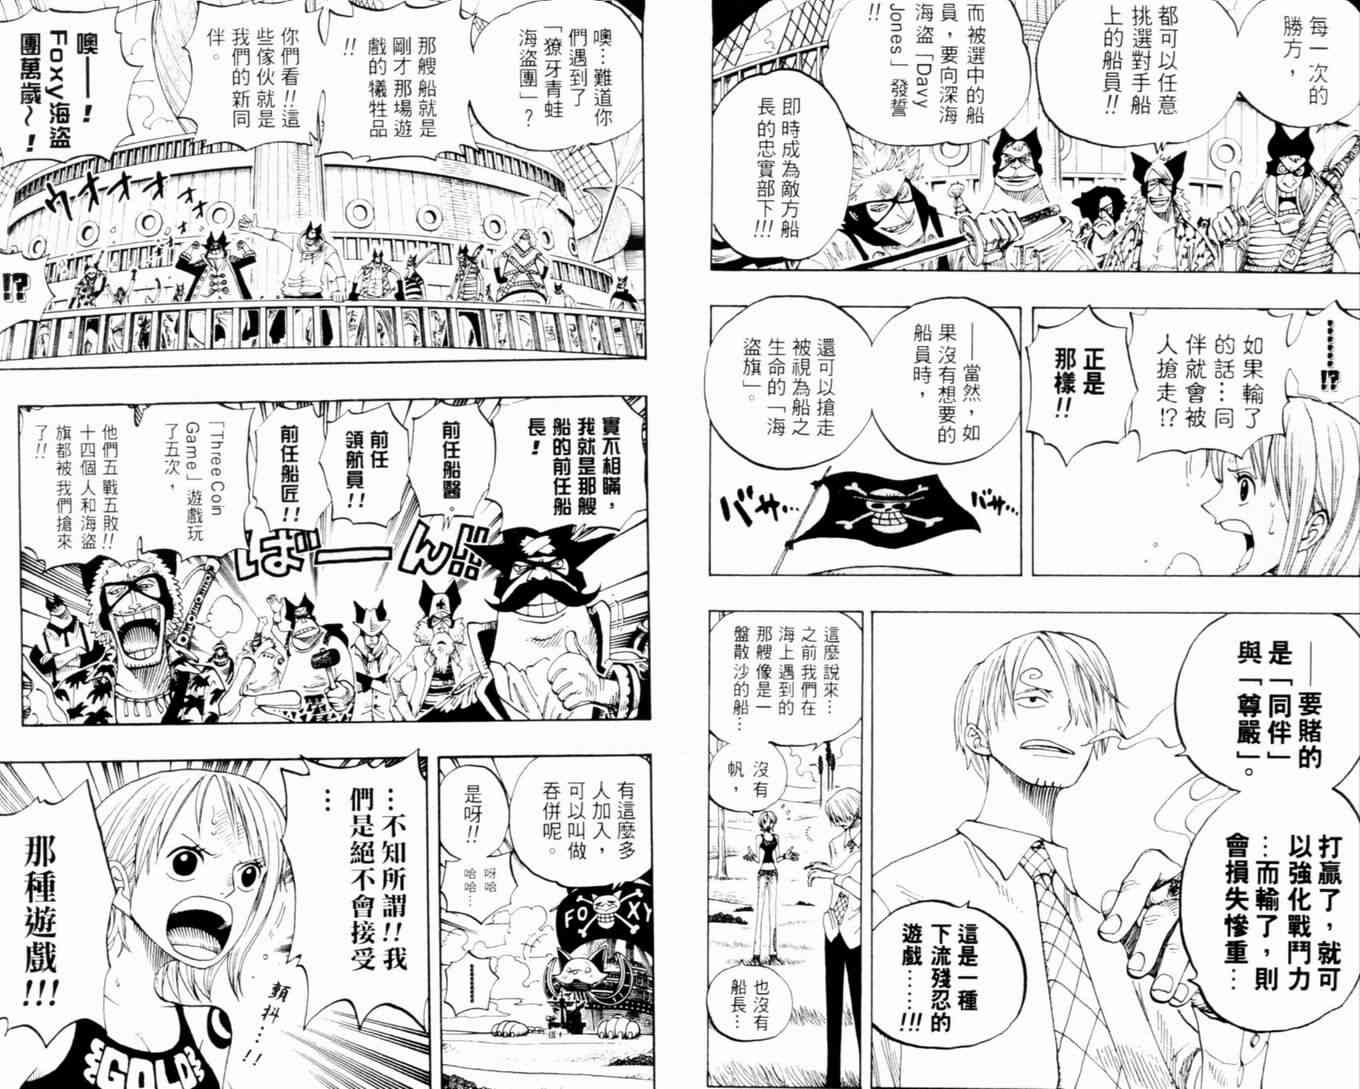 每一次的
勝方，
都可以任意
挑選對手船
上的船員!!
而被選中的船
員，要向深海
海盜「Davy
Jones」發誓
!!
即時成為敵方船
長的忠實部下!!!
……!?
如果輸了
的話…同
伴就會被
人搶走!?
正是
那樣!!
——當然，如
果沒有想要的
船員時，
還可以搶走
被視為船之
生命的「海
盜旗」。
バサ…
バサッ…
——要賭的
是「同伴」
與「尊嚴」。
打贏了，就可
以強化戰鬥力
…而輸了，則
會損失慘重…
這是一種
下流殘忍的
遊戲……!!!
這麼說來…
之前我們在
海上遇到的
那艘像是一
盤散沙的船…
沒有
帆，
也沒有
船長…
噢…難道你
們遇到了
「獠牙青蛙
海盜團」？
那艘船就是
剛才那場遊
戲的犧牲品
!!
你們看!!這
些傢伙就是
我們的新同
伴。
噢——！
Foxy海盜
團萬歲～！
ウオオオオ
!?
實不相瞞，
我就是那艘
船的前任船
長！
前任船醫。
前任
領航員!!
前任船匠!!
「Three Coin
Game」遊戲玩
了五次，
他們五戰五敗!!
十四個人和海盜
旗都被我們搶來
了!!
ばーーん!!!
有這麼多
人加入，
可以叫做
吞併呢。
是呀!!
呀哈
哈哈…
FOXY
…不知所謂!!我
們是絕不會接受
…
那種遊戲!!!
顫抖…!!
GOLD